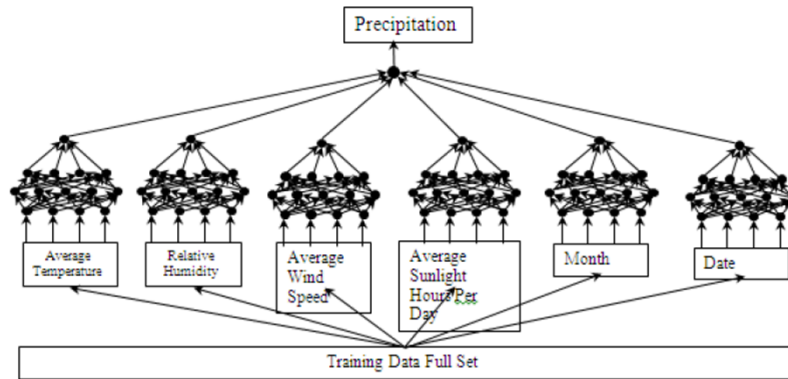 Precipitation
Average
Temperature
Relative
Humidity
Average
Wind
Speed
Average
Sunlight
Hours Per
Day
Month
Date
Training Data Full Set